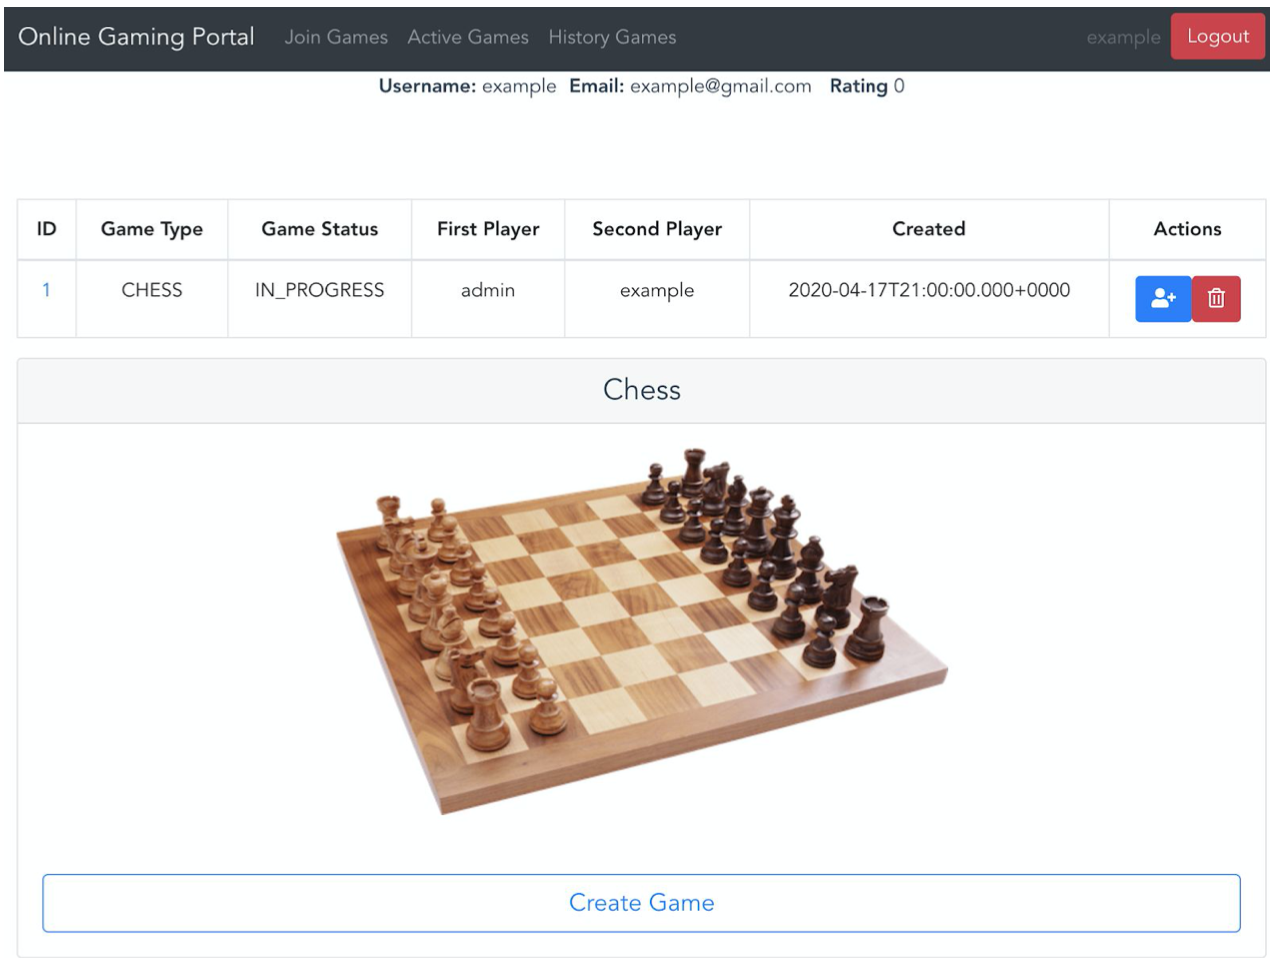 Online Gaming Portal Join Games Active Games History Games example Logout
Username: example Email: example@gmail.com Rating 0
ID Game Type Game Status First Player Second Player Created Actions
1 CHESS IN_PROGRESS admin example 2020-04-17T21:00:00.000+0000
Chess
Create Game